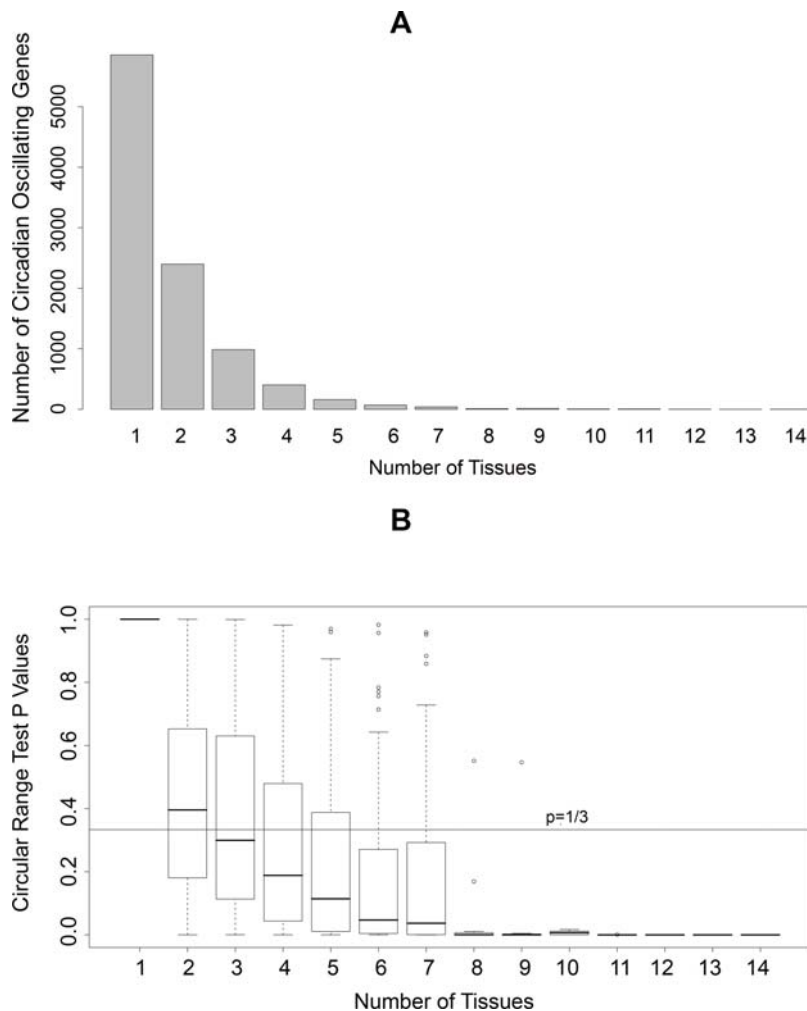 A
Number of Circadian Oscillating Genes
5000
4000
3000
2000
1000
0
1 2 3 4 5 6 7 8 9 10 11 12 13 14
Number of Tissues
B
Circular Range Test P Values
1.0
0.8
0.6
0.4
0.2
0.0
p=1/3
1 2 3 4 5 6 7 8 9 10 11 12 13 14
Number of Tissues